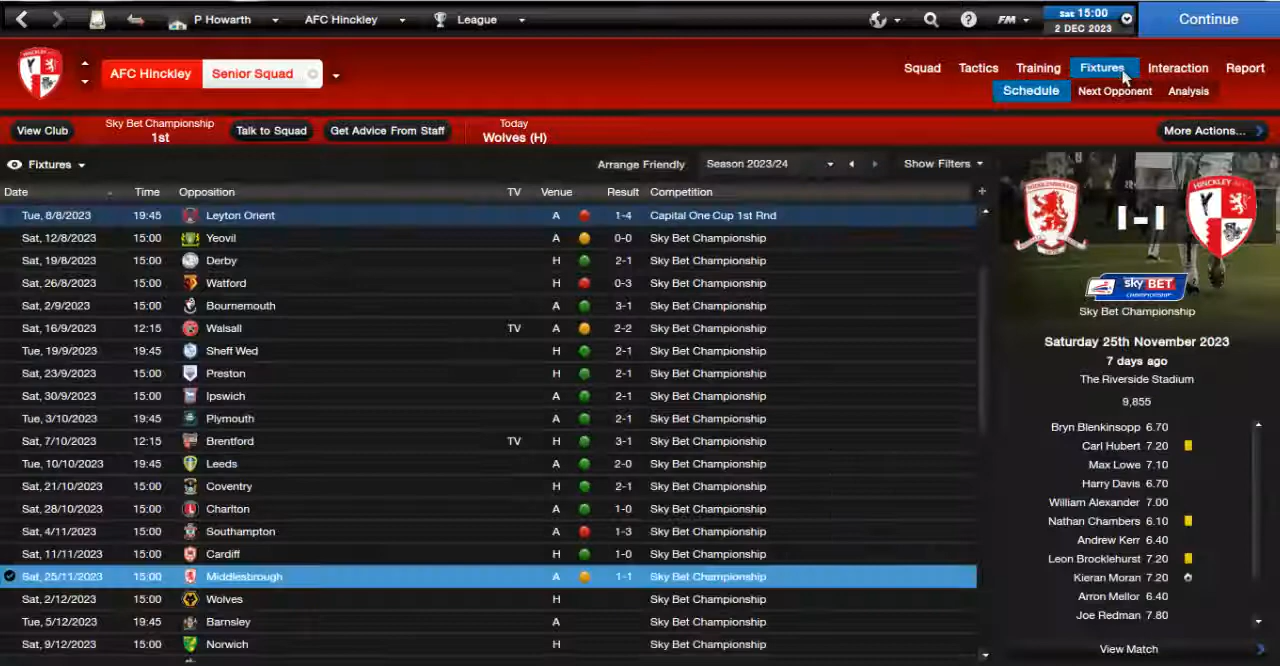 P Howarth AFC Hinckley League FM Sat 15:00 Continue
2 DEC 2023
AFC Hinckley Senior Squad Squad Tactics Training Fixtures Interaction Report
Schedule Next Opponent Analysis
View Club Sky Bet Championship 1st Talk to Squad Get Advice From Staff Today Wolves (H) More Actions...
Fixtures Arrange Friendly Season 2023/24 Show Filters
Date Time Opposition TV Venue Result Competition
Tue, 8/8/2023 19:45 Leyton Orient A 1-4 Capital One Cup 1st Rnd
Sat, 12/8/2023 15:00 Yeovil A 0-0 Sky Bet Championship
Sat, 19/8/2023 15:00 Derby H 2-1 Sky Bet Championship
Sat, 26/8/2023 15:00 Watford H 0-3 Sky Bet Championship
Sat, 2/9/2023 15:00 Bournemouth A 3-1 Sky Bet Championship
Sat, 16/9/2023 12:15 Walsall TV A 2-2 Sky Bet Championship
Tue, 19/9/2023 19:45 Sheff Wed H 2-1 Sky Bet Championship
Sat, 23/9/2023 15:00 Preston H 2-1 Sky Bet Championship
Sat, 30/9/2023 15:00 Ipswich A 2-1 Sky Bet Championship
Tue, 3/10/2023 19:45 Plymouth A 2-1 Sky Bet Championship
Sat, 7/10/2023 12:15 Brentford TV H 3-1 Sky Bet Championship
Tue, 10/10/2023 19:45 Leeds A 2-0 Sky Bet Championship
Sat, 21/10/2023 15:00 Coventry H 2-1 Sky Bet Championship
Sat, 28/10/2023 15:00 Charlton A 1-0 Sky Bet Championship
Sat, 4/11/2023 15:00 Southampton A 1-3 Sky Bet Championship
Sat, 11/11/2023 15:00 Cardiff H 1-0 Sky Bet Championship
Sat, 25/11/2023 15:00 Middlesbrough A 1-1 Sky Bet Championship
Sat, 2/12/2023 15:00 Wolves H Sky Bet Championship
Tue, 5/12/2023 19:45 Barnsley A Sky Bet Championship
Sat, 9/12/2023 15:00 Norwich H Sky Bet Championship
HINCKLEY
1-1
sky BET
CHAMPIONSHIP
Sky Bet Championship
Saturday 25th November 2023
7 days ago
The Riverside Stadium
9,855
Bryn Blenkinsopp 6.70
Carl Hubert 7.20
Max Lowe 7.10
Harry Davis 6.70
William Alexander 7.00
Nathan Chambers 6.10
Andrew Kerr 6.40
Leon Brocklehurst 7.20
Kieran Moran 7.20
Arron Mellor 6.40
Joe Redman 7.80
View Match